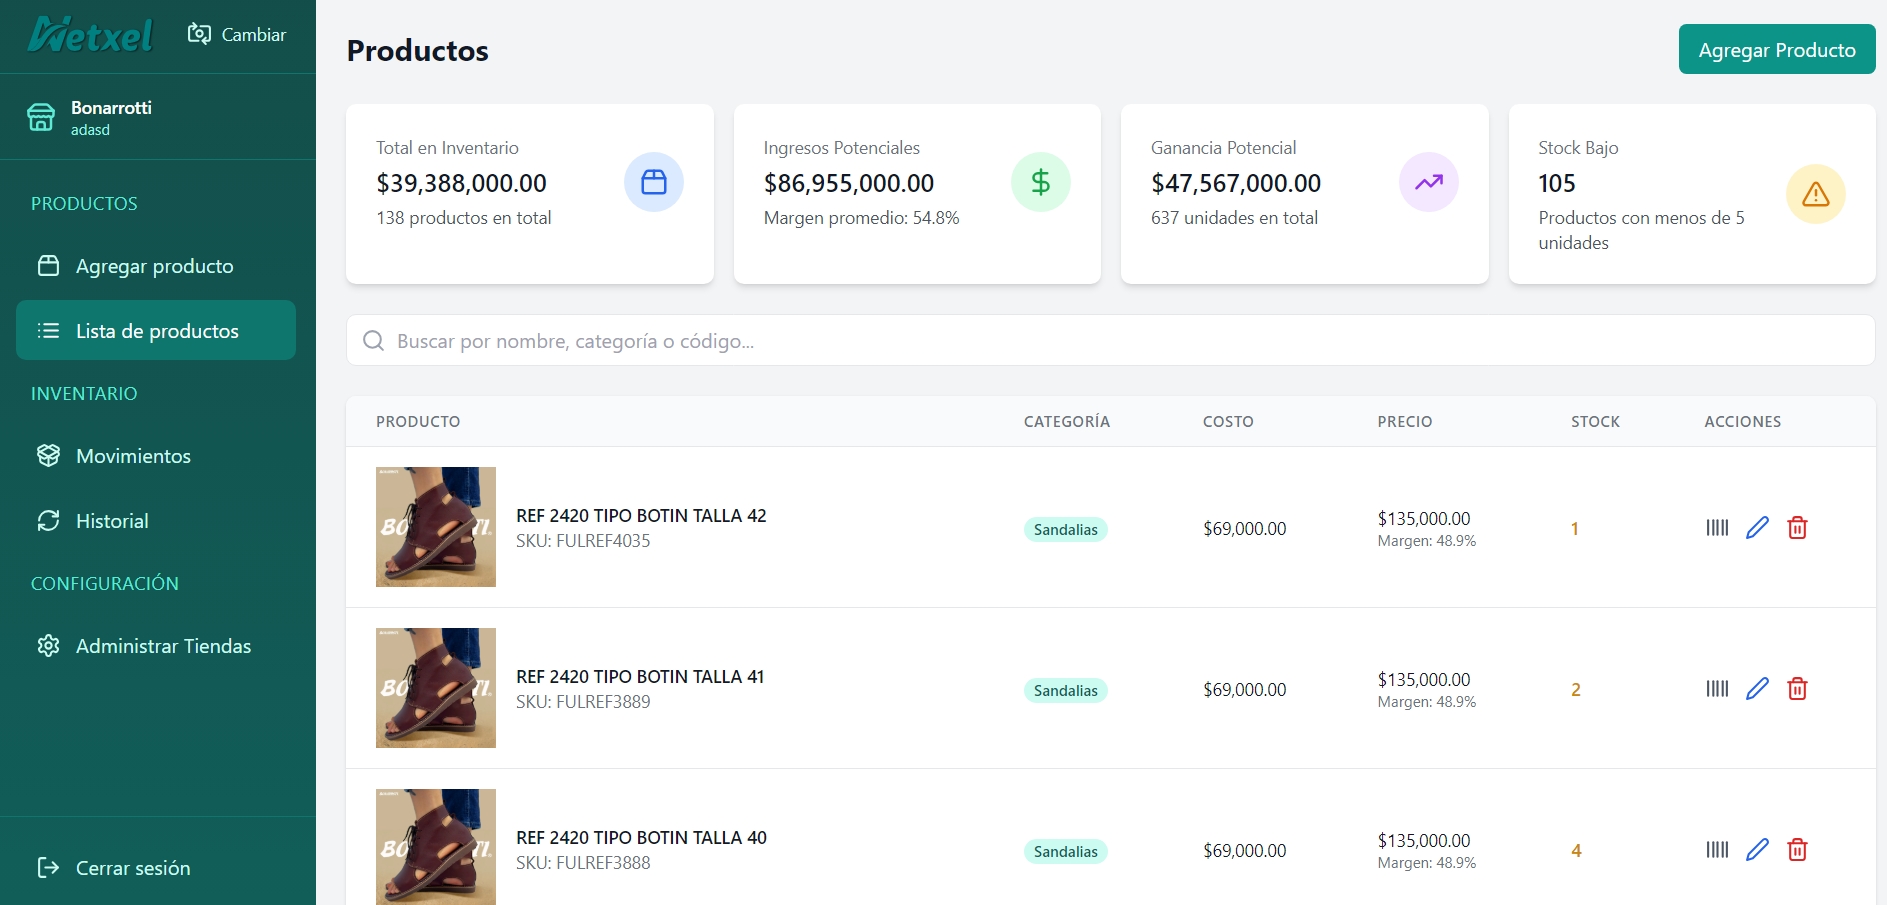 Netxel
Cambiar
Bonarrotti
adasd
PRODUCTOS
Agregar producto
Lista de productos
INVENTARIO
Movimientos
Historial
CONFIGURACIÓN
Administrar Tiendas
Cerrar sesión
Productos
Agregar Producto
Total en Inventario
$39,388,000.00
138 productos en total
Ingresos Potenciales
$86,955,000.00
Margen promedio: 54.8%
Ganancia Potencial
$47,567,000.00
637 unidades en total
Stock Bajo
105
Productos con menos de 5
unidades
Buscar por nombre, categoría o código...
PRODUCTO CATEGORÍA COSTO PRECIO STOCK ACCIONES
REF 2420 TIPO BOTIN TALLA 42
SKU: FULREF4035
Sandalias
$69,000.00
$135,000.00
Margen: 48.9%
1
REF 2420 TIPO BOTIN TALLA 41
SKU: FULREF3889
Sandalias
$69,000.00
$135,000.00
Margen: 48.9%
2
REF 2420 TIPO BOTIN TALLA 40
SKU: FULREF3888
Sandalias
$69,000.00
$135,000.00
Margen: 48.9%
4